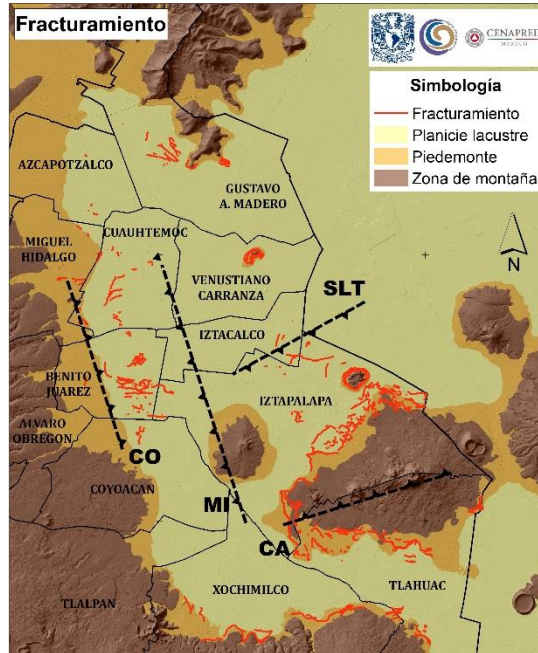 Fracturamiento
CENAPRED
MÉXICO
Simbología
Fracturamiento
Planicie lacustre
Piedemonte
Zona de montaña
AZCAPOTZALCO
GUSTAVO
A. MADERO
MIGUEL
HIDALGO
CUAUHTEMOC
N
VENUSTIANO
CARRANZA
SLT
IZTACALCO
BENITO
JUAREZ
IZTAPALAPA
ALVARO
OBREGON
CO
COYOACAN
MI
CA
XOCHIMILCO
TLAHUAC
TLALPAN